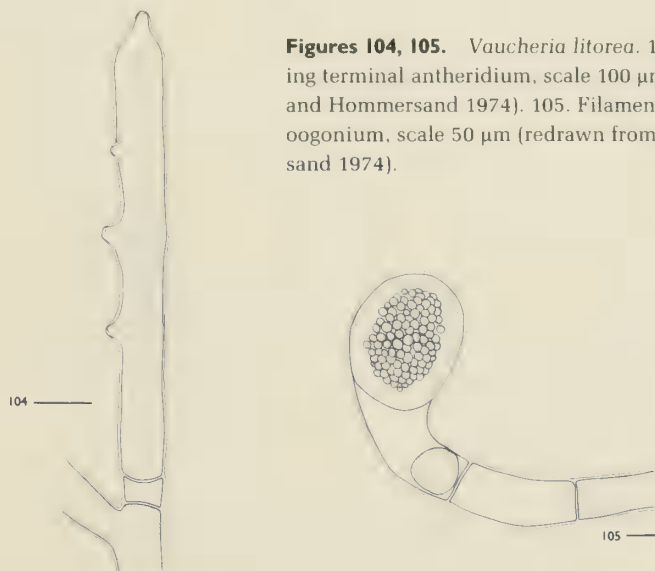 Figures 104, 105. Vaucheria litorea. 1
ing terminal antheridium, scale 100 μm
and Hommersand 1974). 105. Filamen
oogonium, scale 50 μm (redrawn from
sand 1974).
104
105